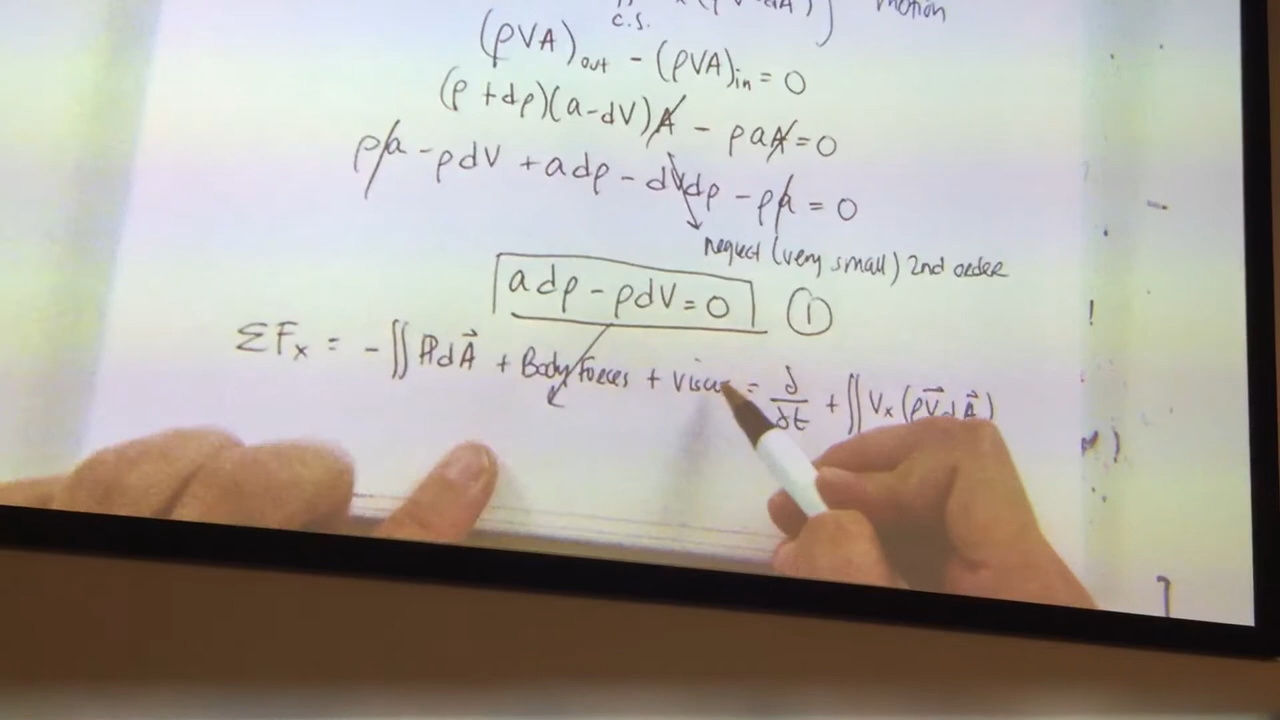 motion
c.s.
(ρVA)out - (ρVA)in = 0
(ρ + dρ)(a - dV)A - ρaA = 0
ρa - ρdV + adρ - dVdρ - ρa = 0
neglect (very small) 2nd order
adρ - ρdV = 0 ①
ΣFx = - ∬ PdA⃗ + Body Forces + Viscous = ∂/∂t + ∬ Vx (ρV⃗.dA⃗)